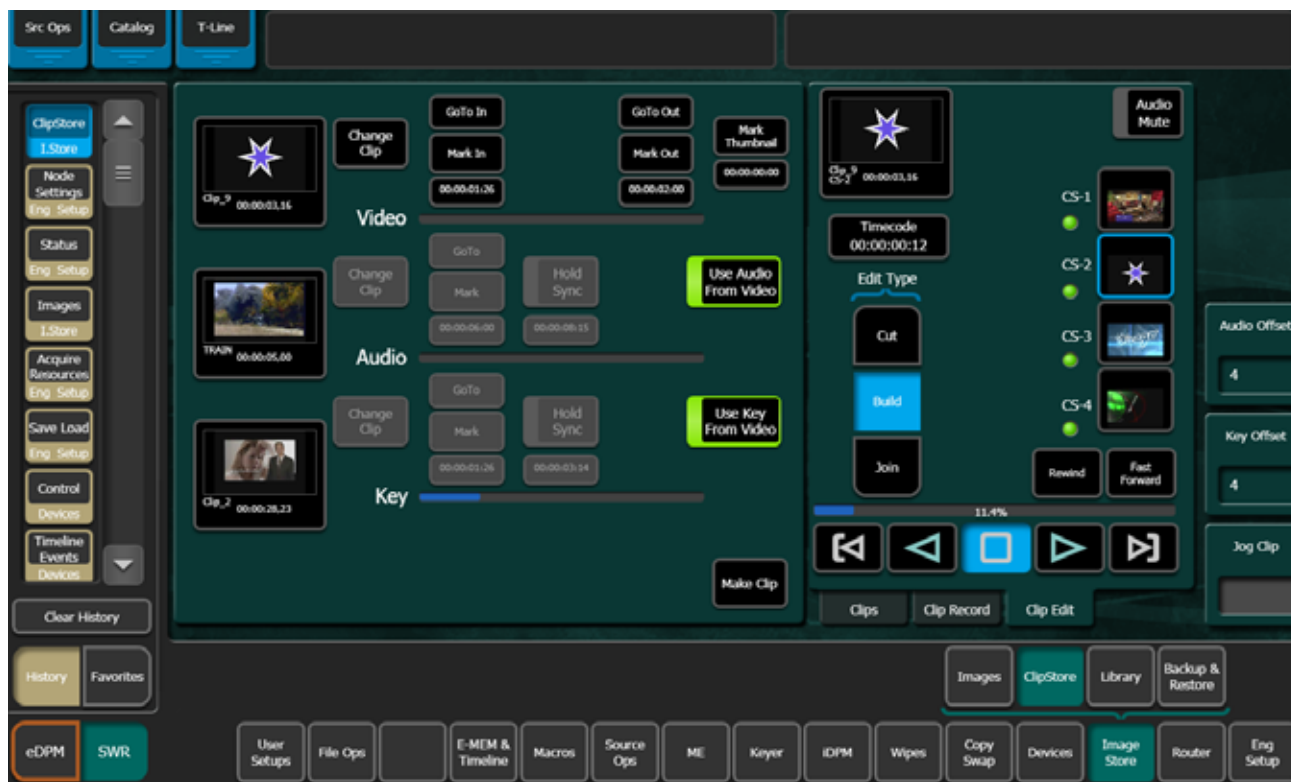 Src Ops
Catalog
T-Line
ClipStore
I.Store
Node
Settings
Eng Setup
Status
Eng Setup
Images
I.Store
Acquire
Resources
Eng Setup
Save Load
Eng Setup
Control
Devices
Timeline
Events
Devices
Clear History
History
Favorites
eDPM
SWR
Clip_9 00:00:03,16
Change
Clip
GoTo In
Mark In
00:00:01:26
GoTo Out
Mark Out
00:00:02:00
Mark
Thumbnail
00:00:00:00
Video
TRAIN 00:00:05,00
Change
Clip
GoTo
Mark
00:00:06:00
Hold
Sync
00:00:08:15
Use Audio
From Video
Audio
Clip_2 00:00:28,23
Change
Clip
GoTo
Mark
00:00:01:26
Hold
Sync
00:00:03:14
Use Key
From Video
Key
Make Clip
Clip_9
CS-2 00:00:03,16
Audio
Mute
Timecode
00:00:00:12
Edit Type
Cut
Build
Join
CS-1
CS-2
CS-3
CS-4
Rewind
Fast
Forward
11.4%
Clips
Clip Record
Clip Edit
Audio Offset
4
Key Offset
4
Jog Clip
Images
ClipStore
Library
Backup &
Restore
User
Setups
File Ops
E-MEM &
Timeline
Macros
Source
Ops
ME
Keyer
iDPM
Wipes
Copy
Swap
Devices
Image
Store
Router
Eng
Setup